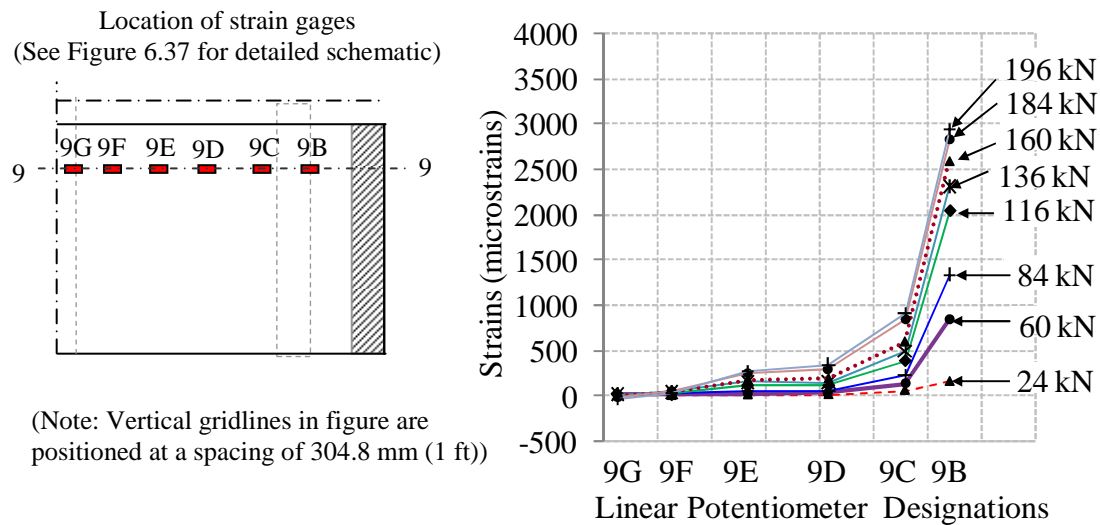 Location of strain gages
(See Figure 6.37 for detailed schematic)
9G 9F 9E 9D 9C 9B
9 9
(Note: Vertical gridlines in figure are
positioned at a spacing of 304.8 mm (1 ft))
Strains (microstrains)
4000
3500
3000
2500
2000
1500
1000
500
0
-500
196 kN
184 kN
160 kN
136 kN
116 kN
84 kN
60 kN
24 kN
9G 9F 9E 9D 9C 9B
Linear Potentiometer Designations